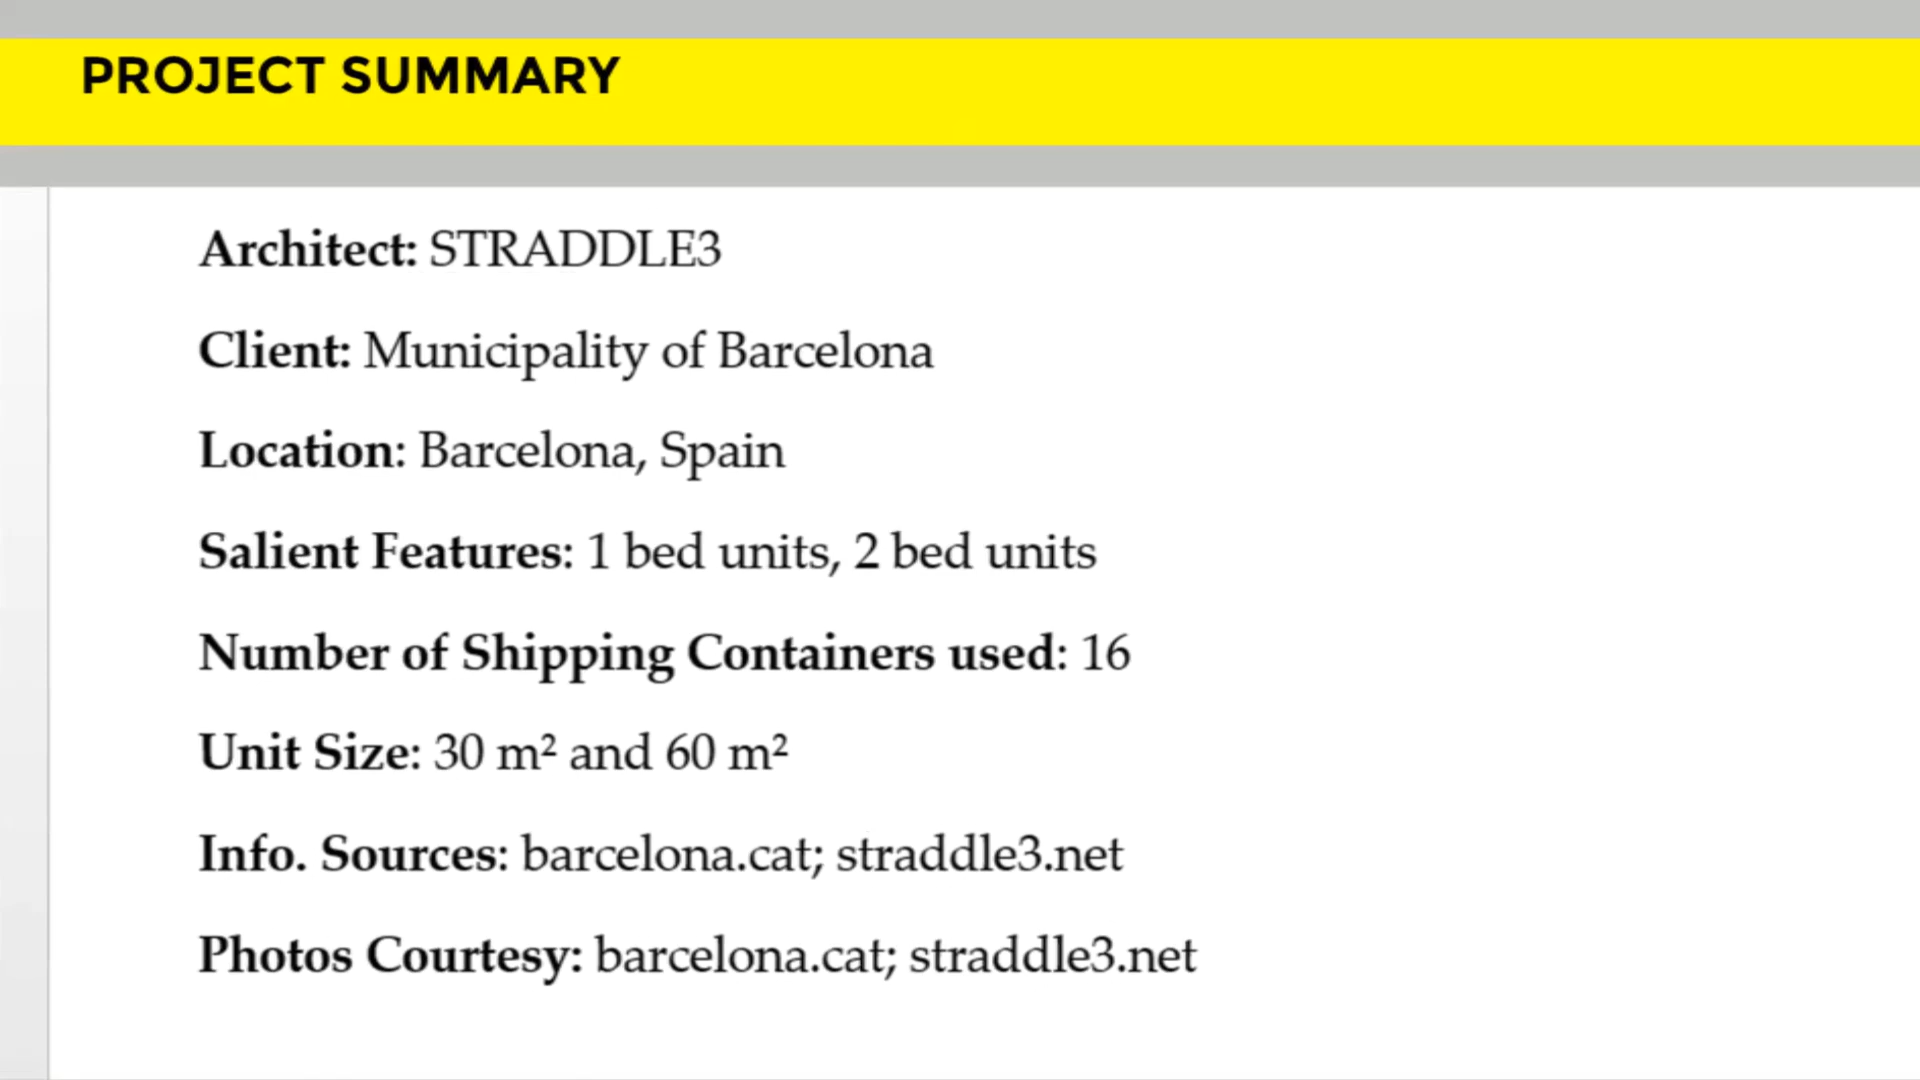 PROJECT SUMMARY
Architect: STRADDLE3
Client: Municipality of Barcelona
Location: Barcelona, Spain
Salient Features: 1 bed units, 2 bed units
Number of Shipping Containers used: 16
Unit Size: 30 m² and 60 m²
Info. Sources: barcelona.cat; straddle3.net
Photos Courtesy: barcelona.cat; straddle3.net